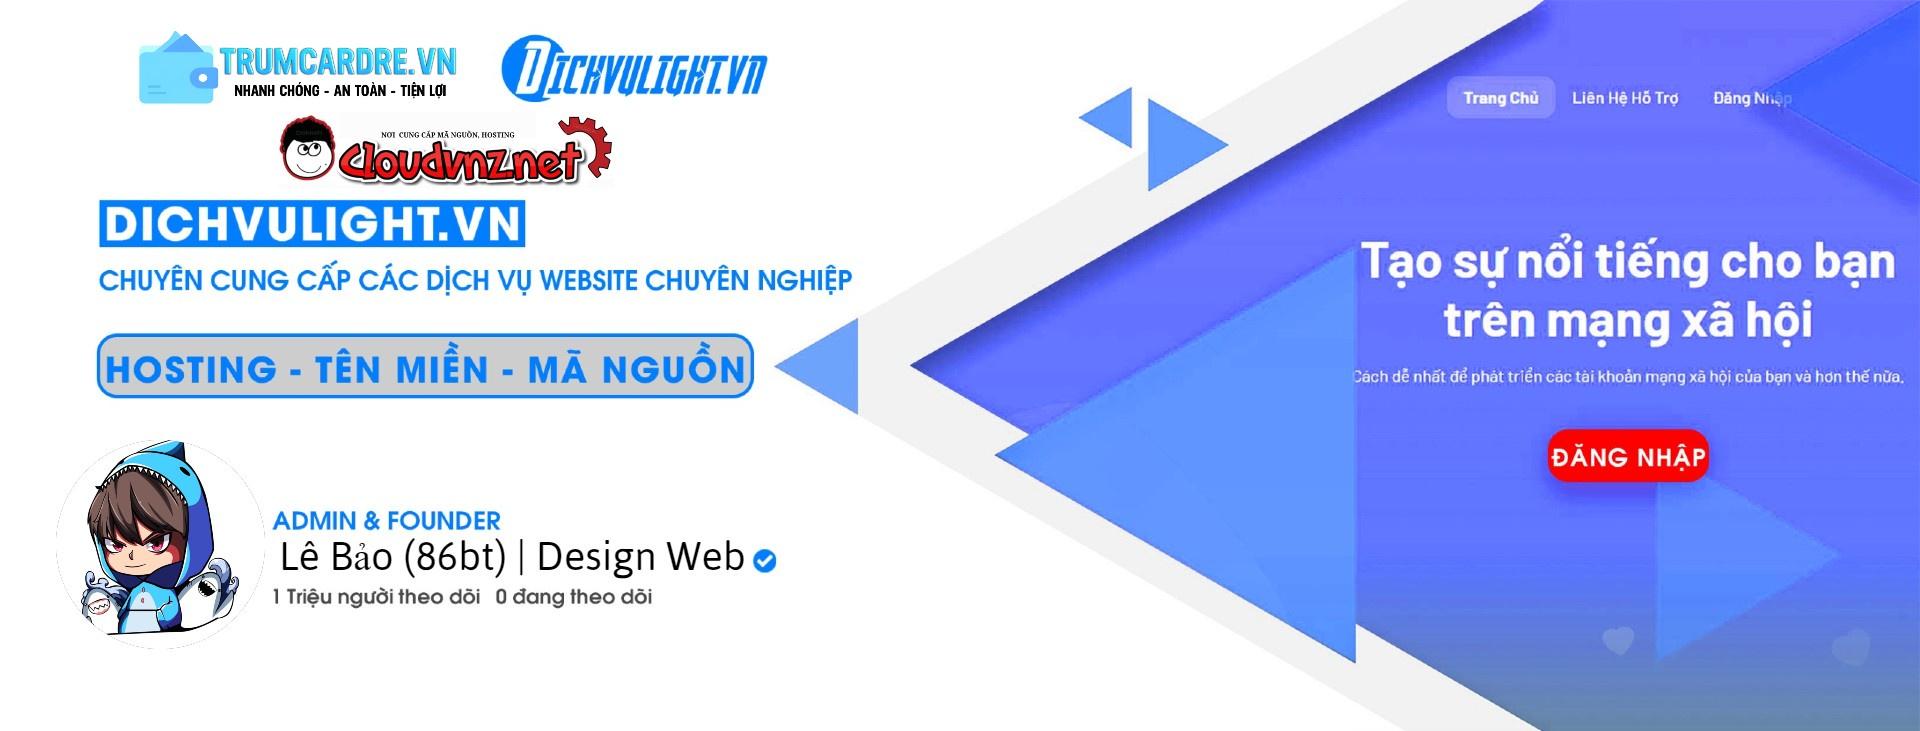 TRUMCARDRE.VN
NHANH CHÓNG - AN TOÀN - TIỆN LỢI
DICHVULIGHT.VN
NƠI CUNG CẤP MÃ NGUỒN, HOSTING
Cloudvnz.net
DICHVULIGHT.VN
CHUYÊN CUNG CẤP CÁC DỊCH VỤ WEBSITE CHUYÊN NGHIỆP
HOSTING - TÊN MIỀN - MÃ NGUỒN
ADMIN & FOUNDER
Lê Bảo (86bt) | Design Web
1 Triệu người theo dõi 0 đang theo dõi
Trang Chủ Liên Hệ Hỗ Trợ Đăng Nhập
Tạo sự nổi tiếng cho bạn
trên mạng xã hội
Cách dễ nhất để phát triển các tài khoản mạng xã hội của bạn và hơn thế nữa.
ĐĂNG NHẬP